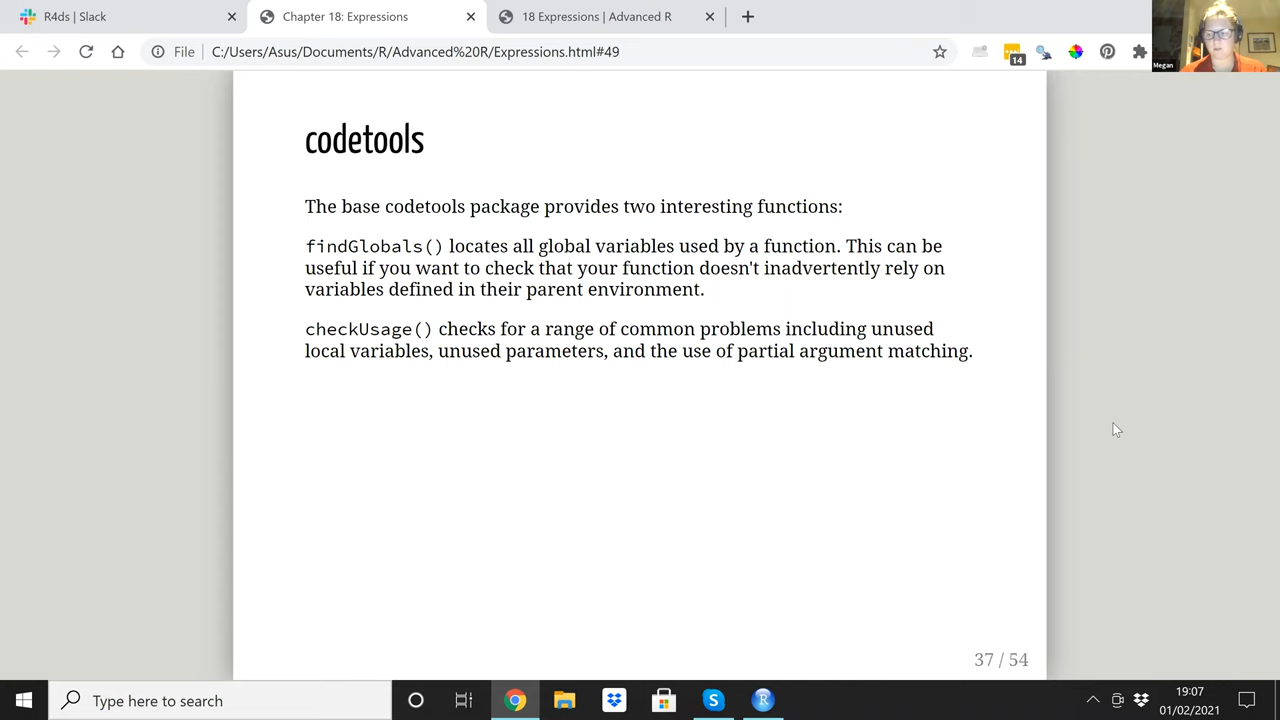 R4ds | Slack
Chapter 18: Expressions
18 Expressions | Advanced R
File
C:/Users/Asus/Documents/R/Advanced%20R/Expressions.html#49
14
Megan
codetools
The base codetools package provides two interesting functions:
findGlobals() locates all global variables used by a function. This can be
useful if you want to check that your function doesn't inadvertently rely on
variables defined in their parent environment.
checkUsage() checks for a range of common problems including unused
local variables, unused parameters, and the use of partial argument matching.
37 / 54
Type here to search
R
19:07
01/02/2021